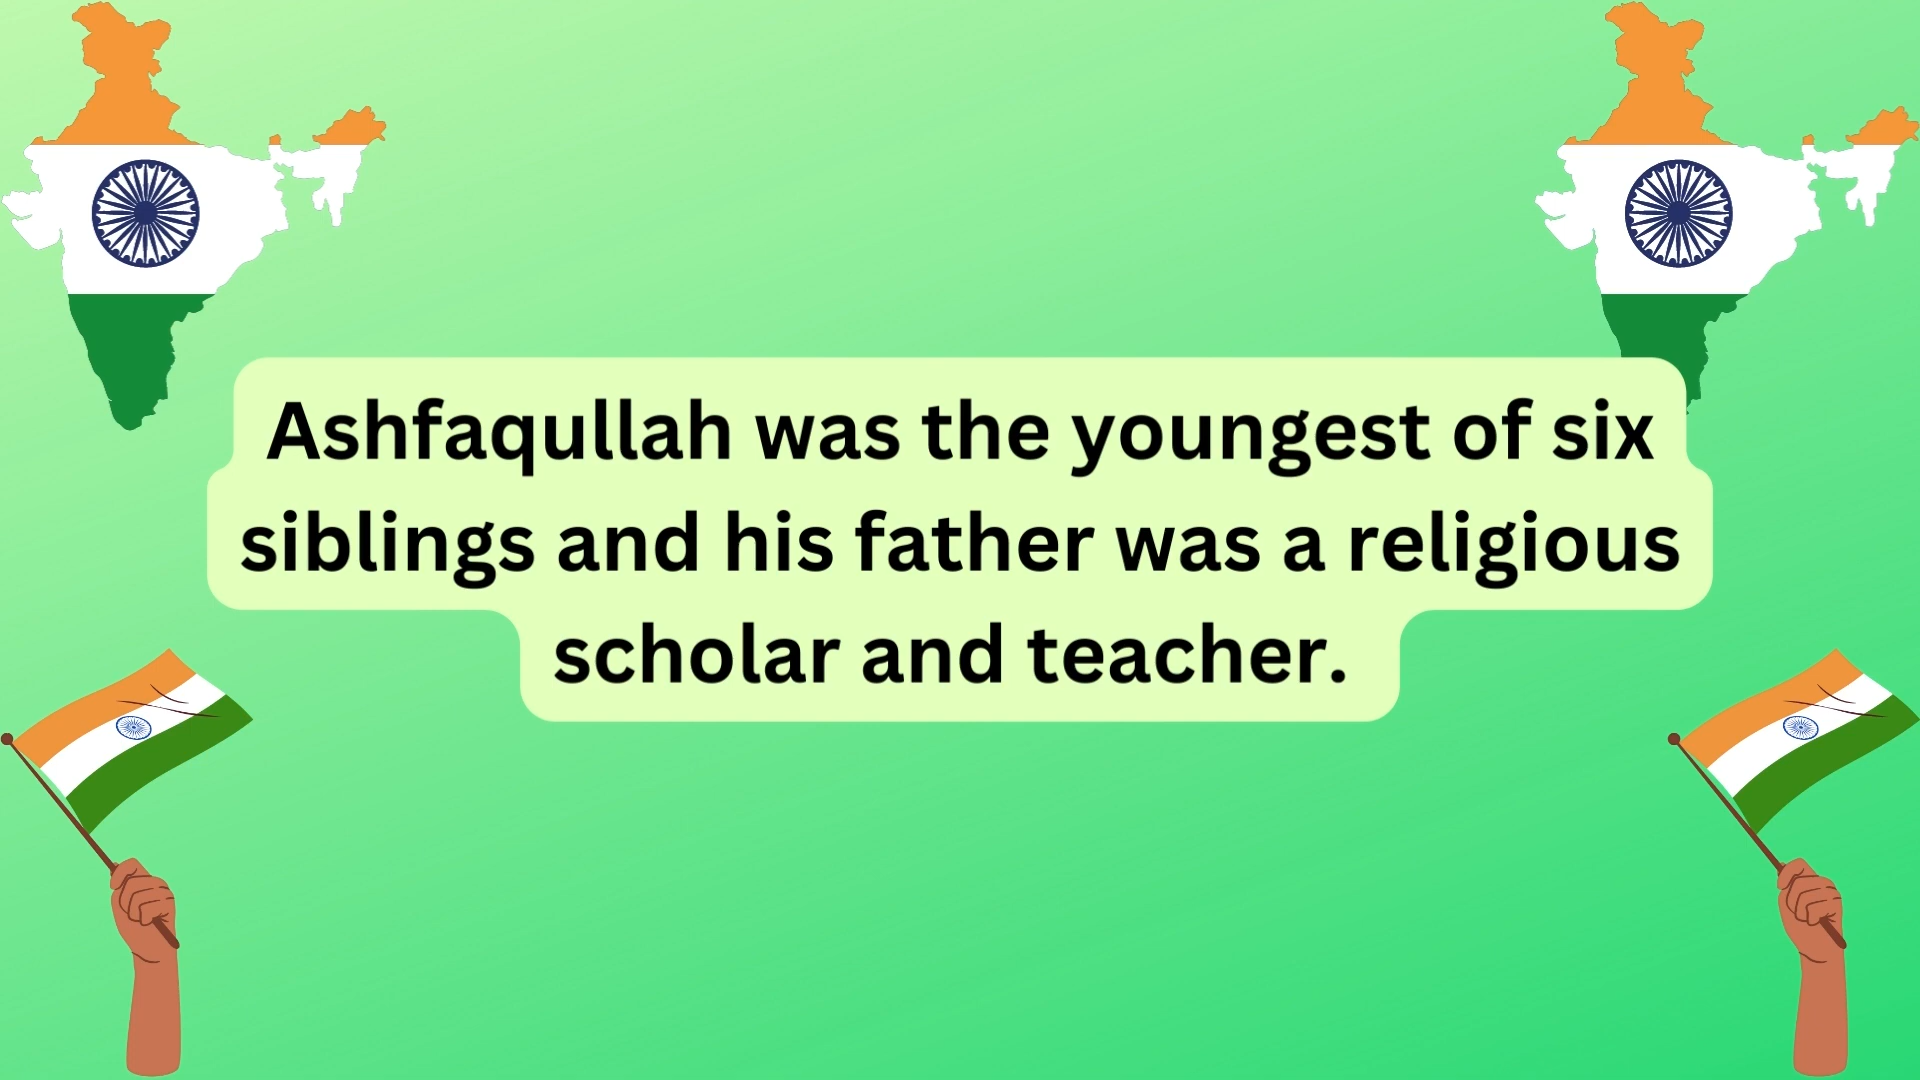 Ashfaqullah was the youngest of six
siblings and his father was a religious
scholar and teacher.